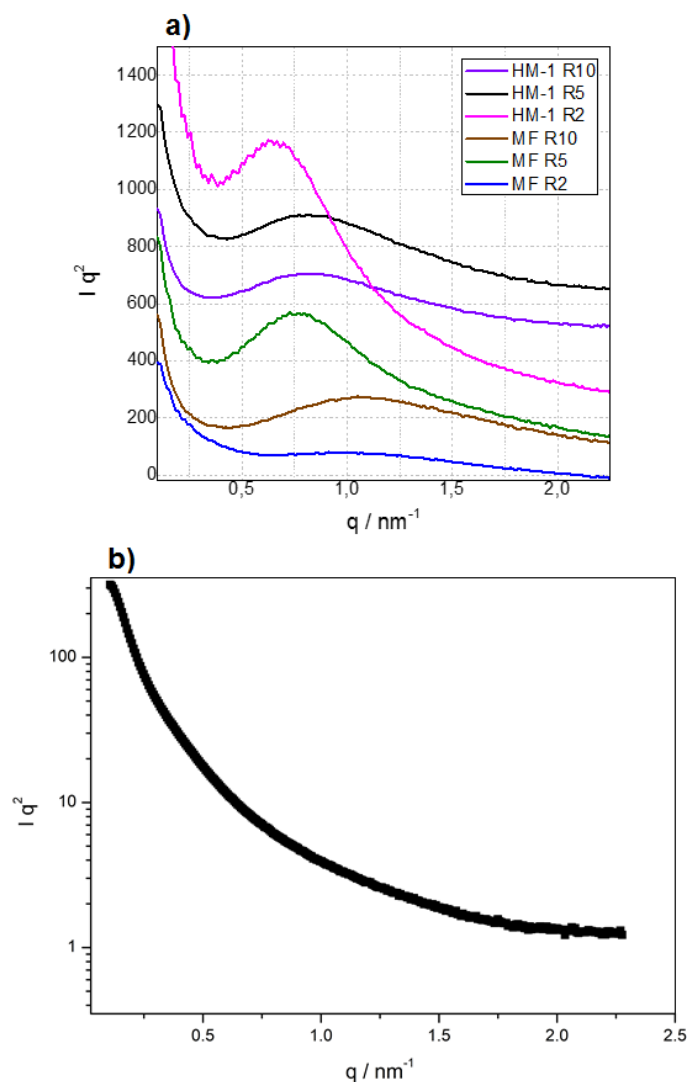 a)
1400
1200
1000
800
600
400
200
0
I q²
HM-1 R10
HM-1 R5
HM-1 R2
MF R10
MF R5
MF R2
0,5 1,0 1,5 2,0
q / nm⁻¹
b)
100
10
1
I q²
0.5 1.0 1.5 2.0 2.5
q / nm⁻¹